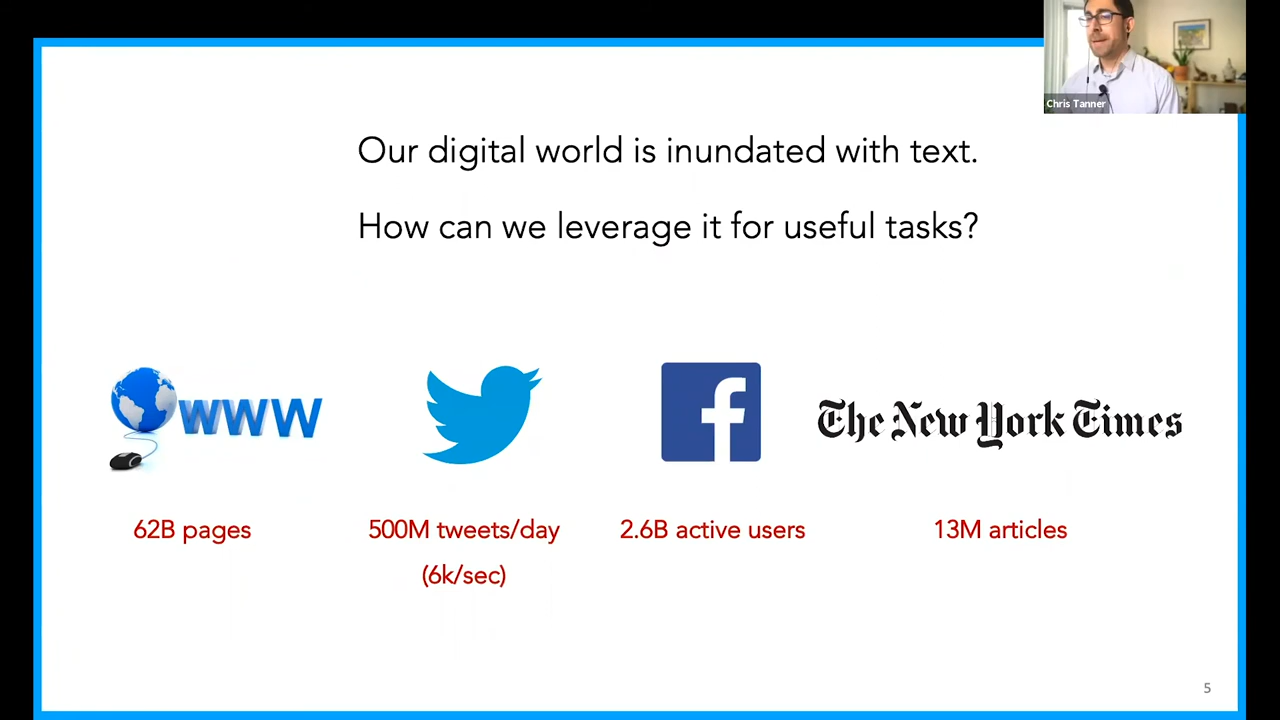 Chris Tanner
Our digital world is inundated with text.
How can we leverage it for useful tasks?
WWW
The New York Times
62B pages
500M tweets/day
2.6B active users
13M articles
(6k/sec)
5